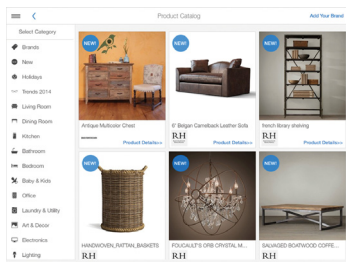 Product Catalog
Add Your Brand
Select Category
Brands
New
Holidays
Trends 2014
Living Room
Dining Room
Kitchen
Bathroom
Bedroom
Baby & Kids
Office
Laundry & Utility
Art & Decor
Electronics
Lighting
NEW!
NEW!
NEW!
Antique Multicolor Chest
Product Details>>
6' Belgian Camelback Leather Sofa
RH
Product Details>>
french library shelving
RH
Product Details>>
NEW!
NEW!
NEW!
HANDWOVEN_RATTAN_BASKETS
RH
FOUCAULT'S ORB CRYSTAL M...
RH
SALVAGED BOATWOOD COFFE...
RH